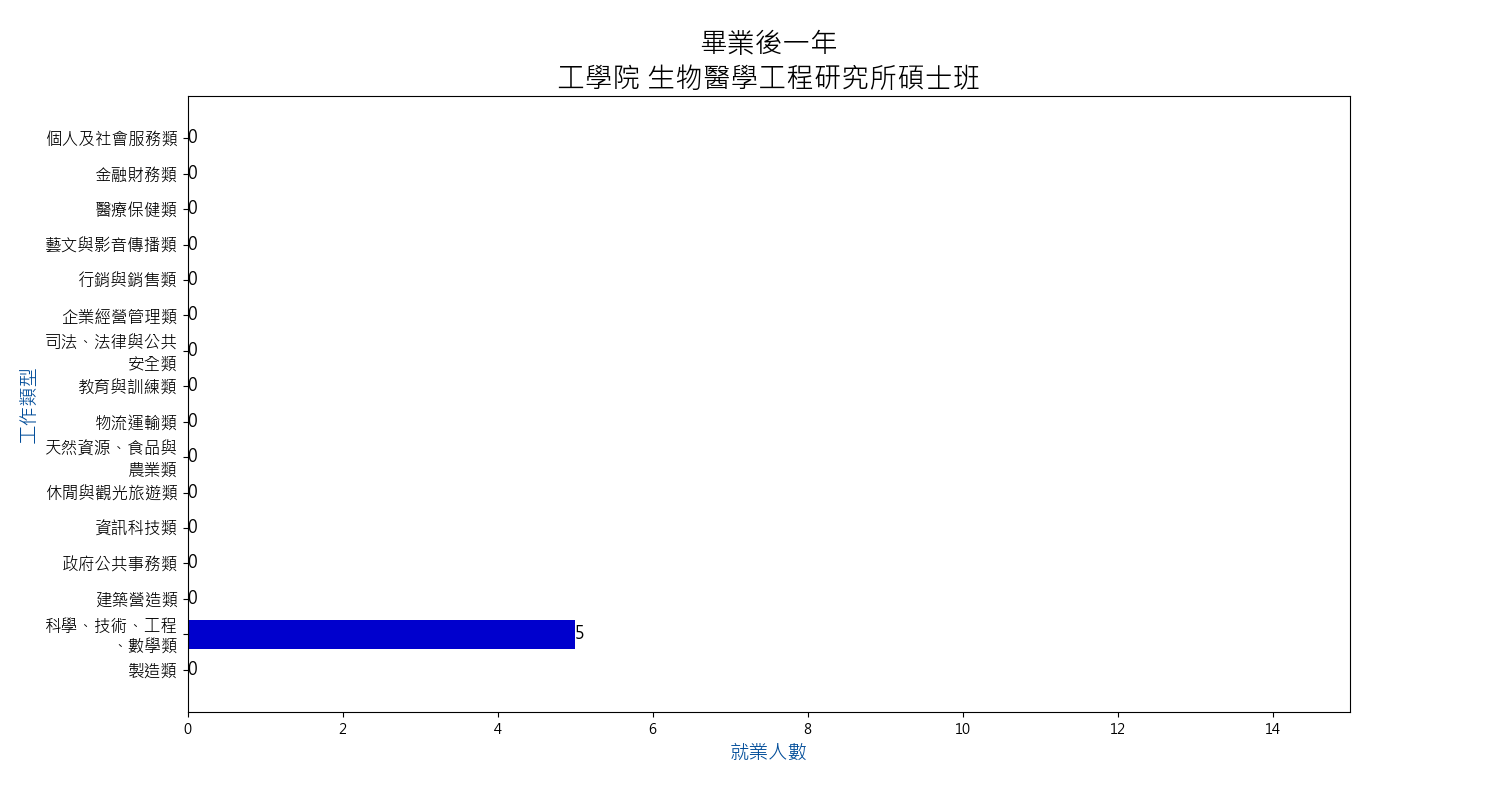 畢業後一年
工學院 生物醫學工程研究所碩士班
個人及社會服務類 0
金融財務類 0
醫療保健類 0
藝文與影音傳播類 0
行銷與銷售類 0
企業經營管理類 0
司法、法律與公共
安全類 0
教育與訓練類 0
物流運輸類 0
天然資源、食品與
農業類 0
休閒與觀光旅遊類 0
資訊科技類 0
政府公共事務類 0
建築營造類 0
科學、技術、工程
、數學類 5
製造類 0
工作類型
0 2 4 6 8 10 12 14
就業人數